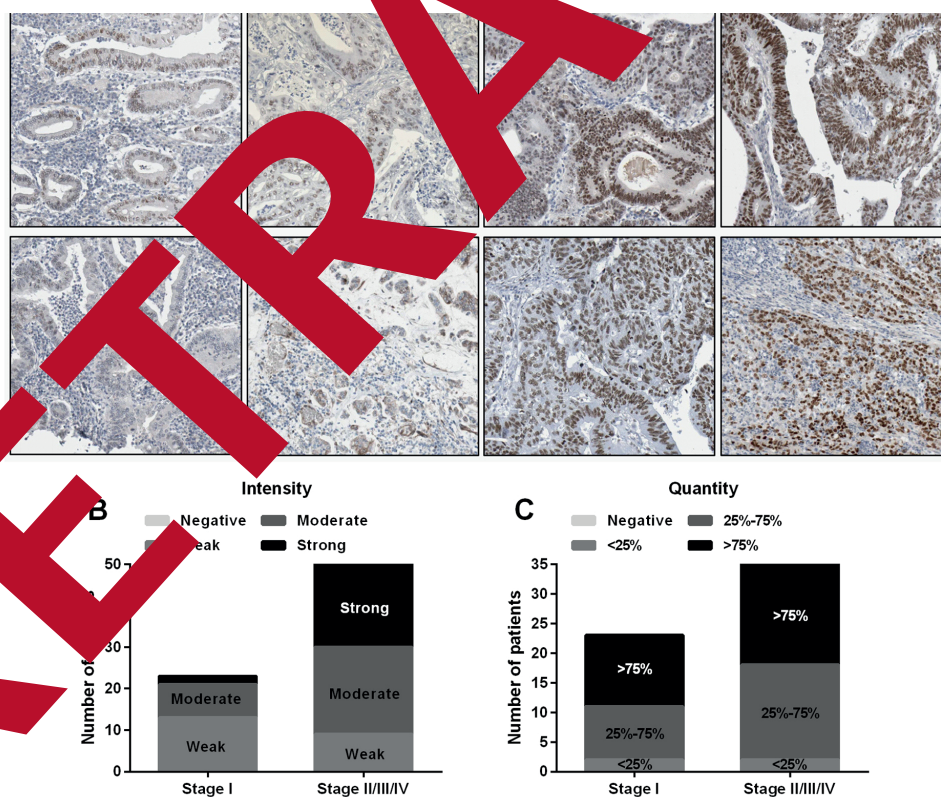 RETRA
Intensity
B
Negative
Moderate
Strong
50
30
20
10
0
Number of
Strong
Moderate
Weak
Moderate
Weak
Stage I
Stage II/III/IV
Quantity
C
Negative
25%-75%
<25%
>75%
35
30
25
20
15
10
5
0
Number of patients
>75%
25%-75%
<25%
>75%
25%-75%
<25%
Stage I
Stage II/III/IV